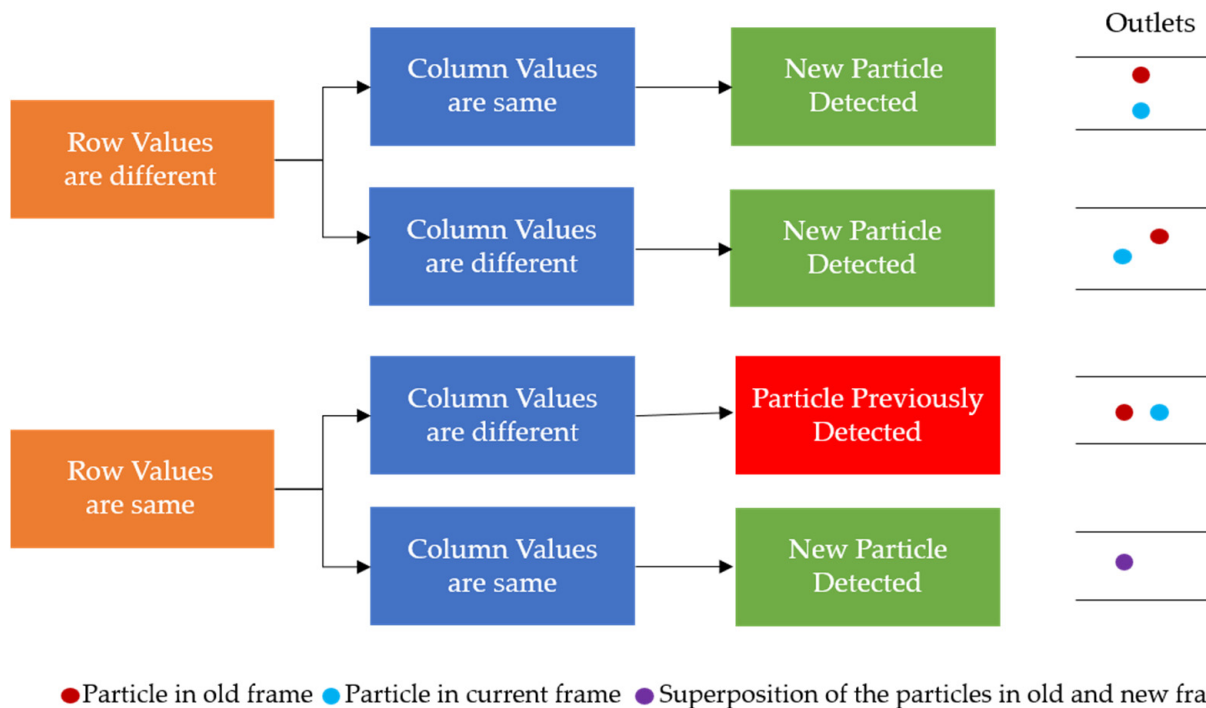 Outlets
Row Values
are different
Column Values
are same
New Particle
Detected
Column Values
are different
New Particle
Detected
Row Values
are same
Column Values
are different
Particle Previously
Detected
Column Values
are same
New Particle
Detected
Particle in old frame Particle in current frame Superposition of the particles in old and new fra